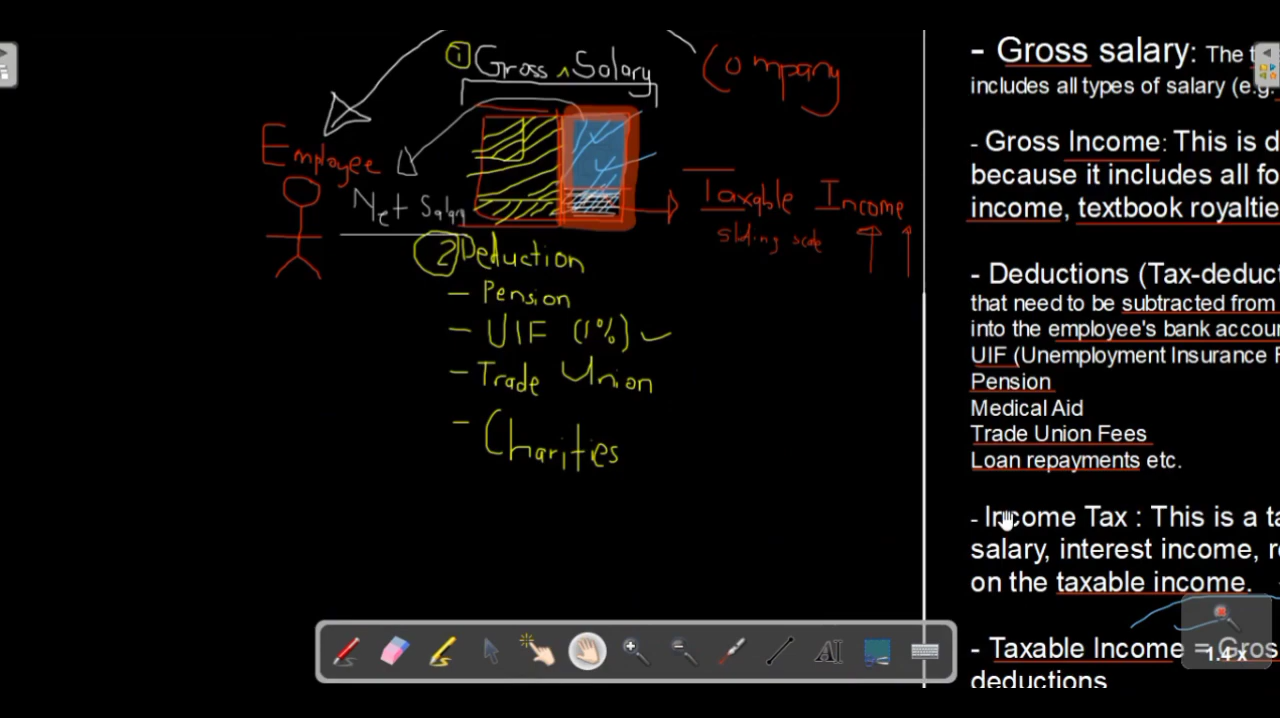 ① Gross Salary
Company
Employee
Net Salary
Taxable Income
sliding scale
② Deduction
- Pension
- UIF (1%)
- Trade Union
- Charities
- Gross salary: The
includes all types of salary (e.g.
- Gross Income: This is
because it includes all fo
income, textbook royaltie
- Deductions (Tax-deduct
that need to be subtracted from
into the employee's bank accou
UIF (Unemployment Insurance
Pension
Medical Aid
Trade Union Fees
Loan repayments etc.
- Income Tax : This is a ta
salary, interest income, r
on the taxable income.
- Taxable Income = Gros
deductions
1.4 x
AI